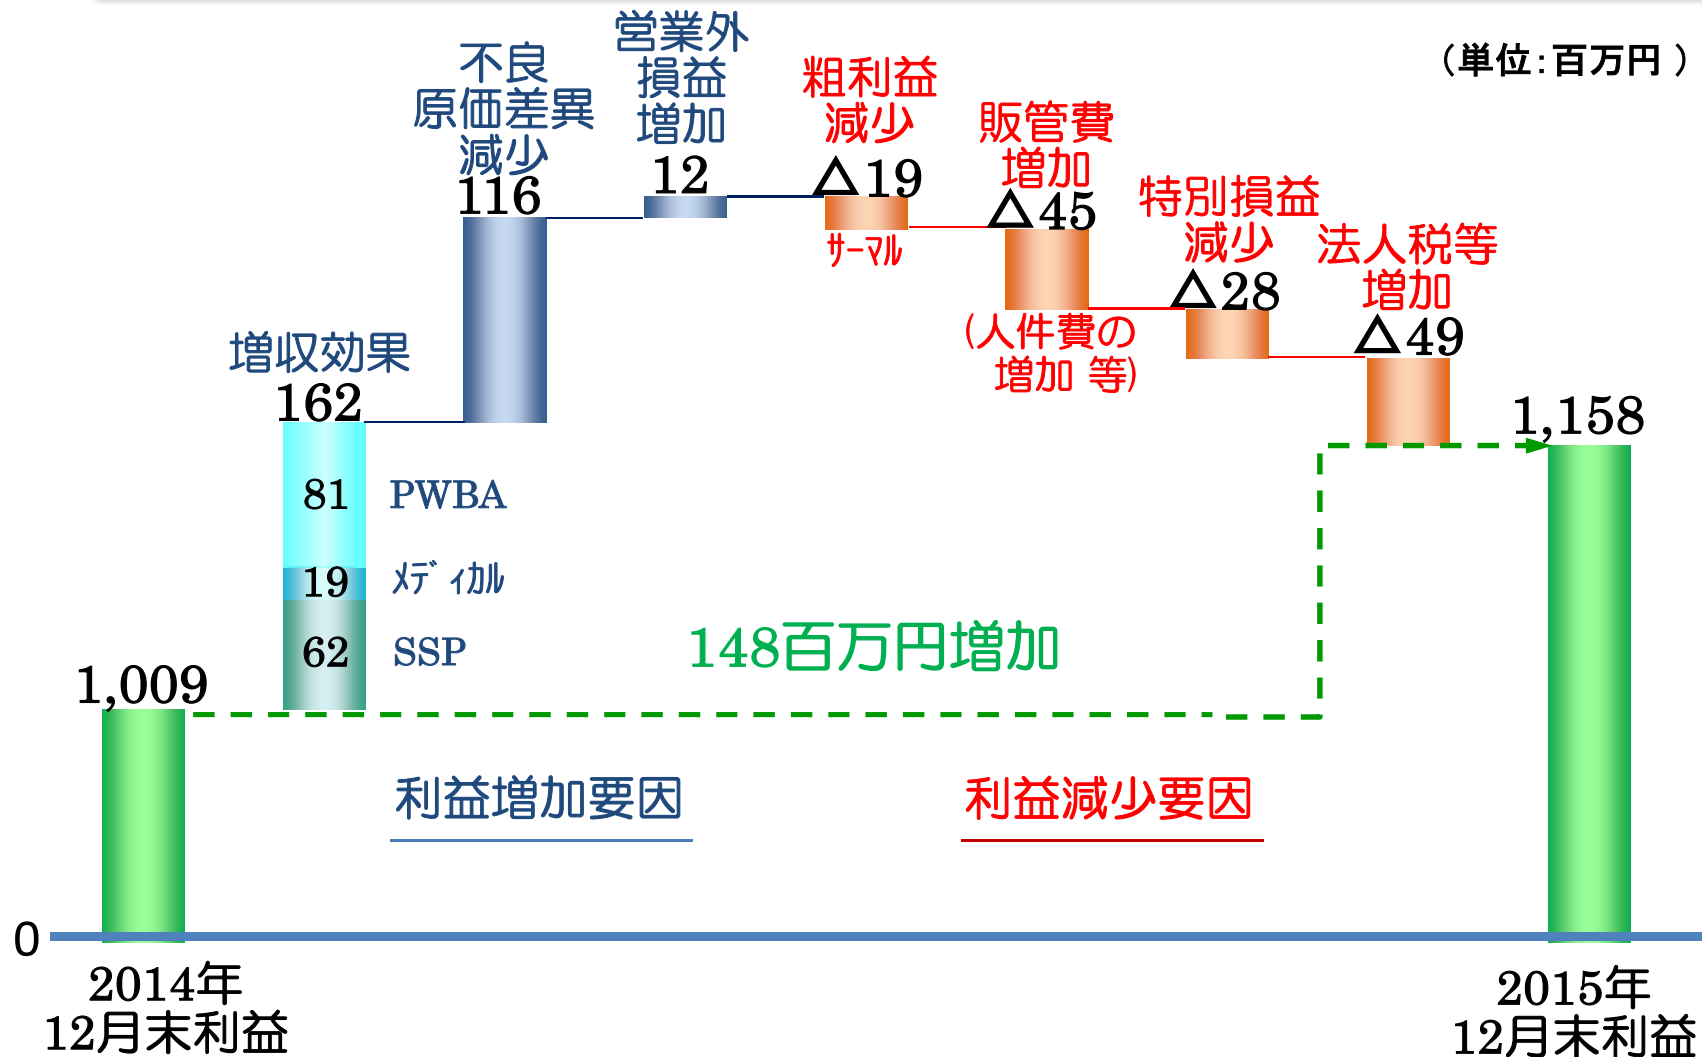 （単位：百万円 ）
営業外
損益
増加
12
不良
原価差異
減少
116
粗利益
減少
△19
ｻｰﾏﾙ
販管費
増加
△45
(人件費の
増加 等)
特別損益
減少
△28
法人税等
増加
△49
増収効果
162
81
PWBA
19
ﾒﾃﾞｨｶﾙ
62
SSP
1,009
1,158
148百万円増加
利益増加要因
利益減少要因
0
2014年
12月末利益
2015年
12月末利益